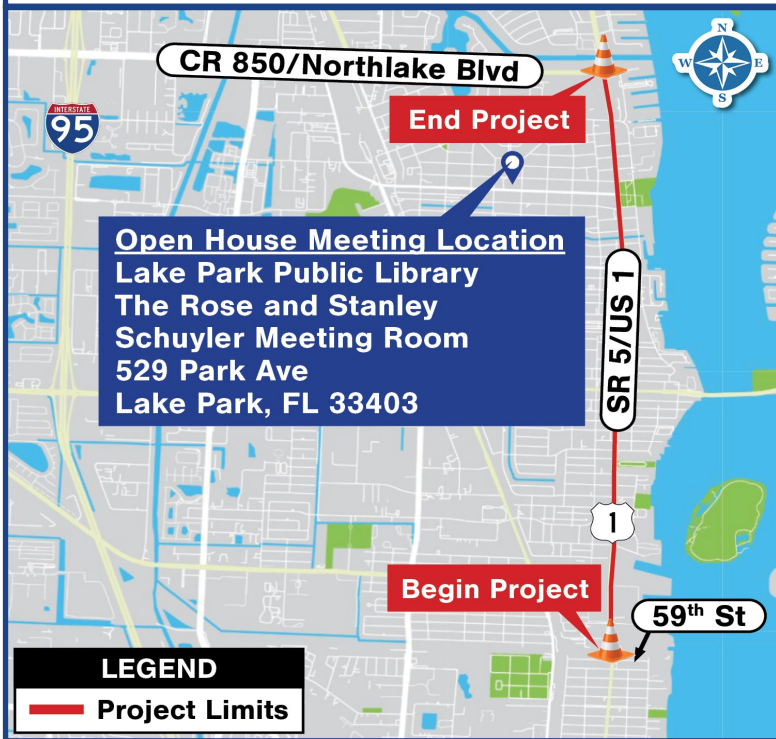 CR 850/Northlake Blvd
N
W
E
S
INTERSTATE
95
End Project
Open House Meeting Location
Lake Park Public Library
The Rose and Stanley
Schuyler Meeting Room
529 Park Ave
Lake Park, FL 33403
SR 5/US 1
1
Begin Project
59th St
LEGEND
Project Limits